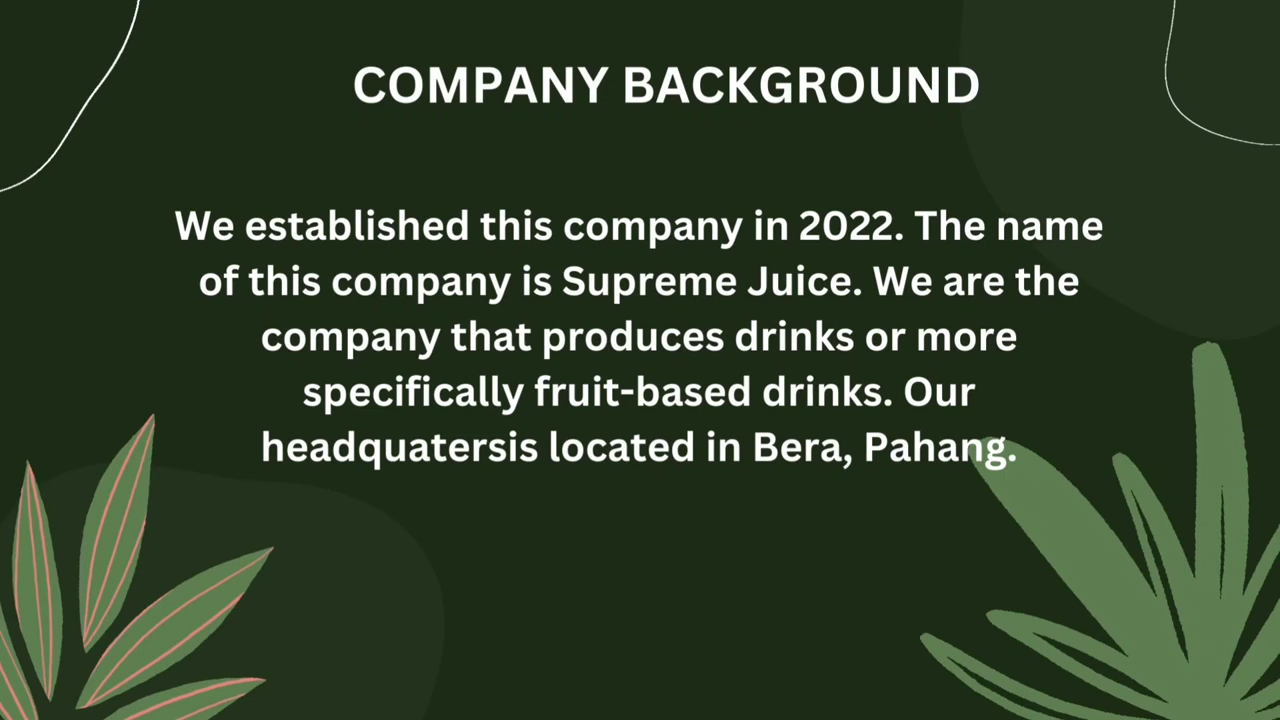 COMPANY BACKGROUND
We established this company in 2022. The name
of this company is Supreme Juice. We are the
company that produces drinks or more
specifically fruit-based drinks. Our
headquatersis located in Bera, Pahang.